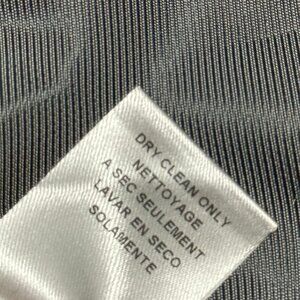 DRY CLEAN ONLY
NETTOYAGE
A SEC SEULEMENT
LAVAR EN SECO
SOLAMENTE